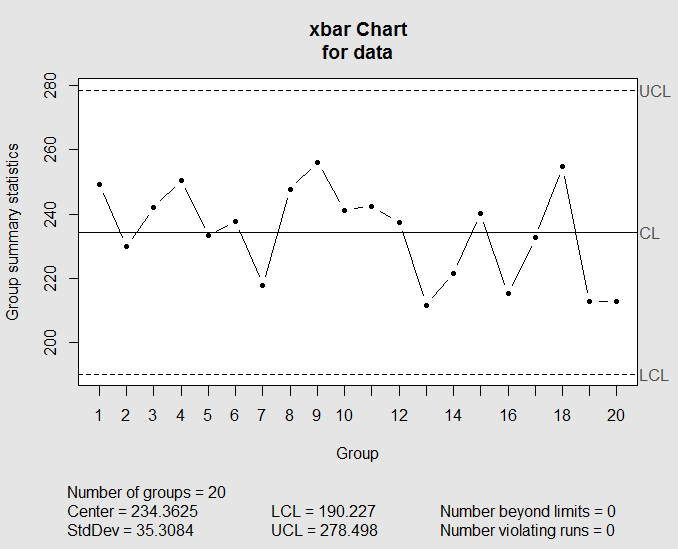 xbar Chart
for data
Group summary statistics
280
260
240
220
200
UCL
CL
LCL
1 2 3 4 5 6 7 8 9 10 12 14 16 18 20
Group
Number of groups = 20
Center = 234.3625 LCL = 190.227 Number beyond limits = 0
StdDev = 35.3084 UCL = 278.498 Number violating runs = 0